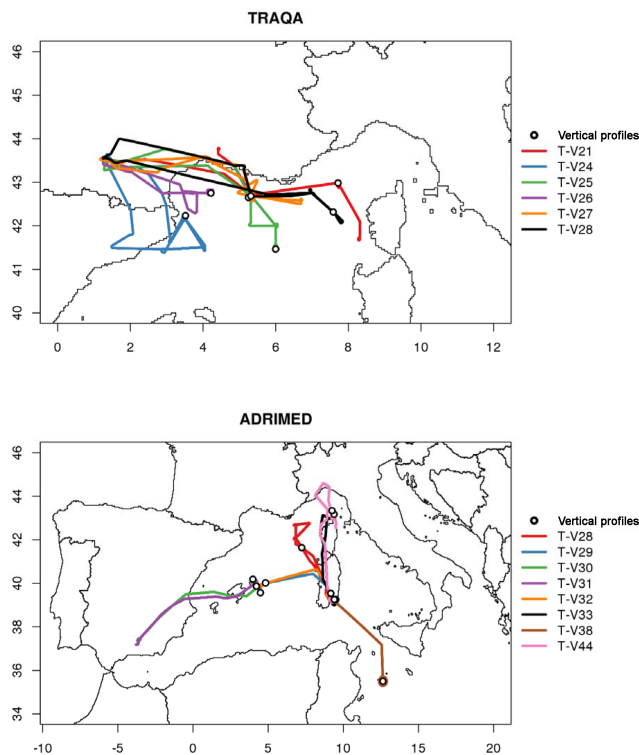 TRAQA
46
45
44
43
42
41
40
0 2 4 6 8 10 12
Vertical profiles
T-V21
T-V24
T-V25
T-V26
T-V27
T-V28
ADRIMED
46
44
42
40
38
36
34
-10 -5 0 5 10 15 20
Vertical profiles
T-V28
T-V29
T-V30
T-V31
T-V32
T-V33
T-V38
T-V44